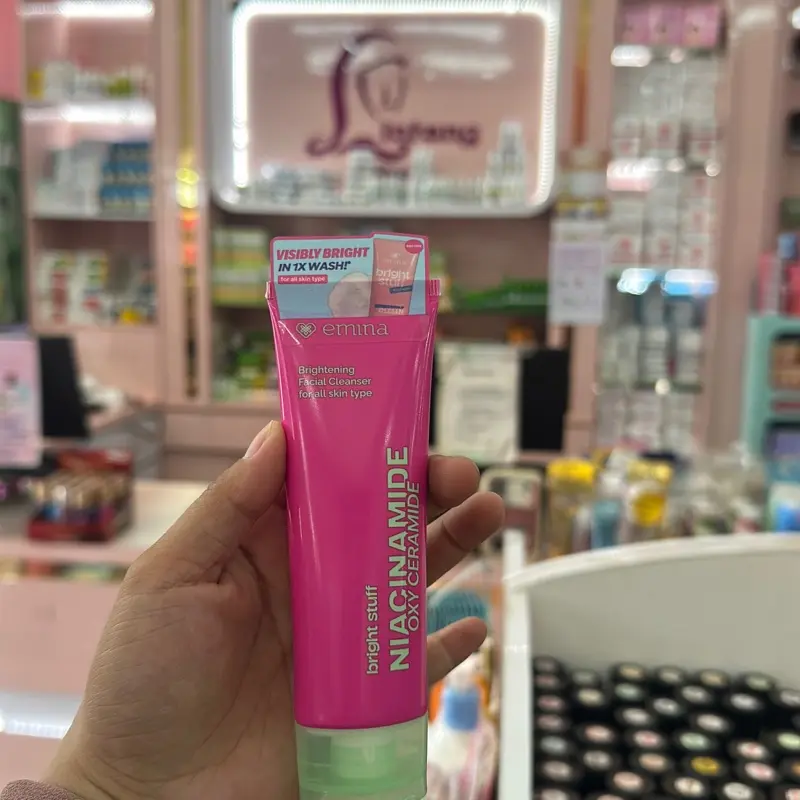 Lintang
VISIBLY BRIGHT
IN 1X WASH!*
for all skin type
bright
stuff
emina
Brightening
Facial Cleanser
for all skin type
bright stuff
NIACINAMIDE
OXY CERAMIDE